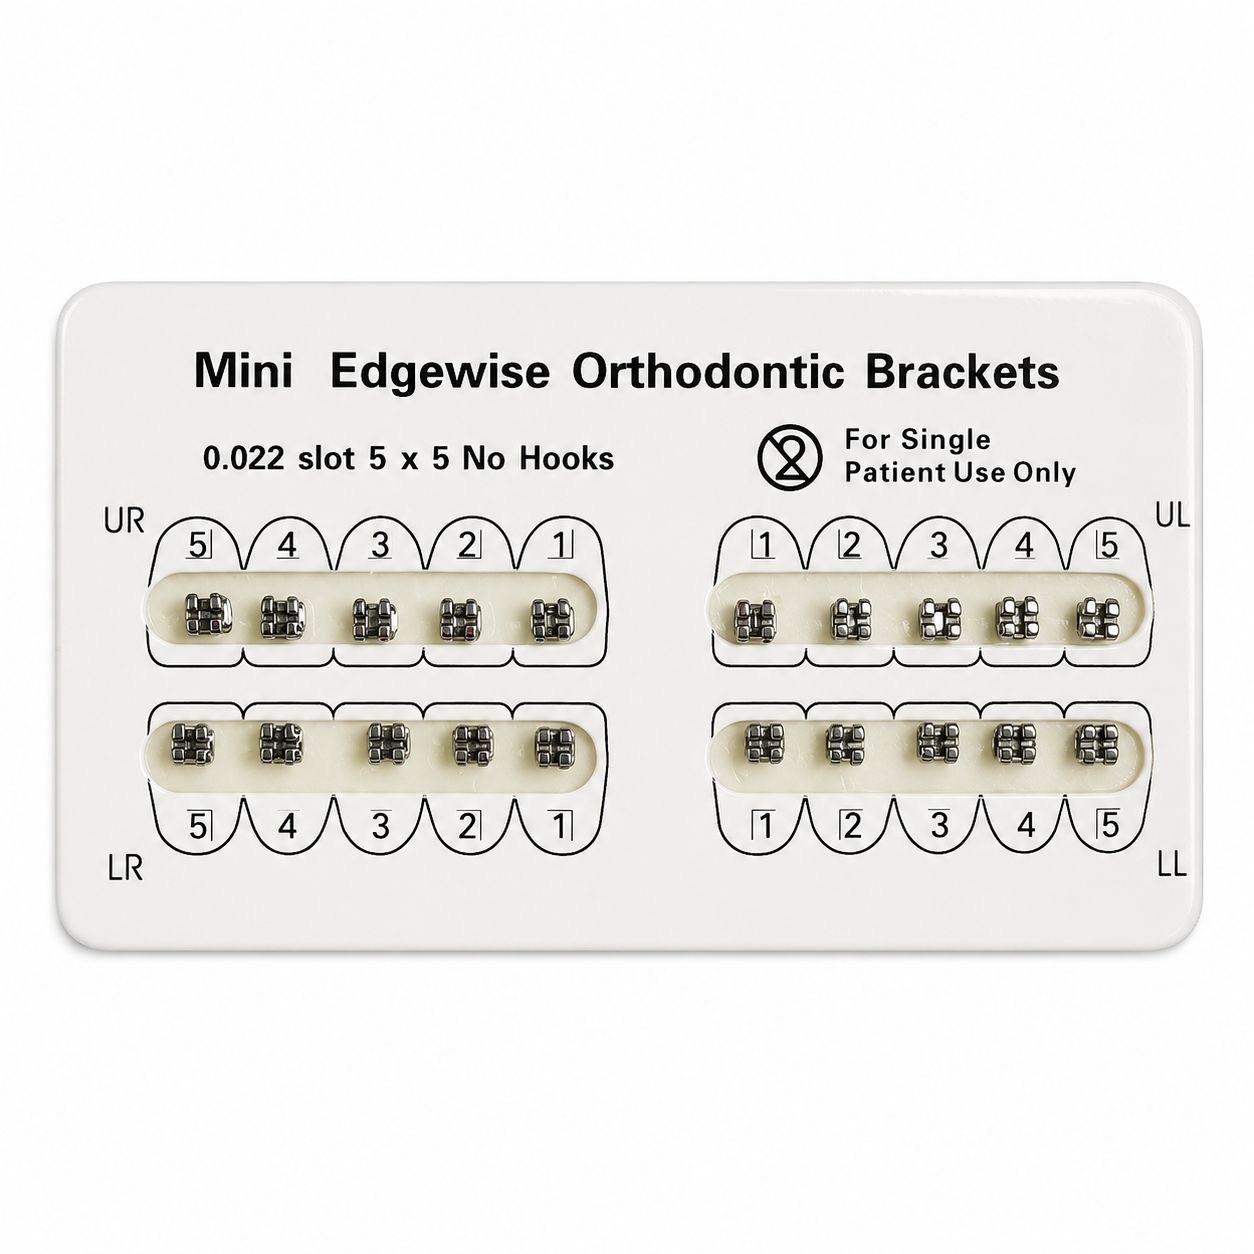 Mini Edgewise Orthodontic Brackets
0.022 slot 5 x 5 No Hooks
For Single
Patient Use Only
UR
5 4 3 2 1
1 2 3 4 5
UL
5 4 3 2 1
1 2 3 4 5
LR
LL